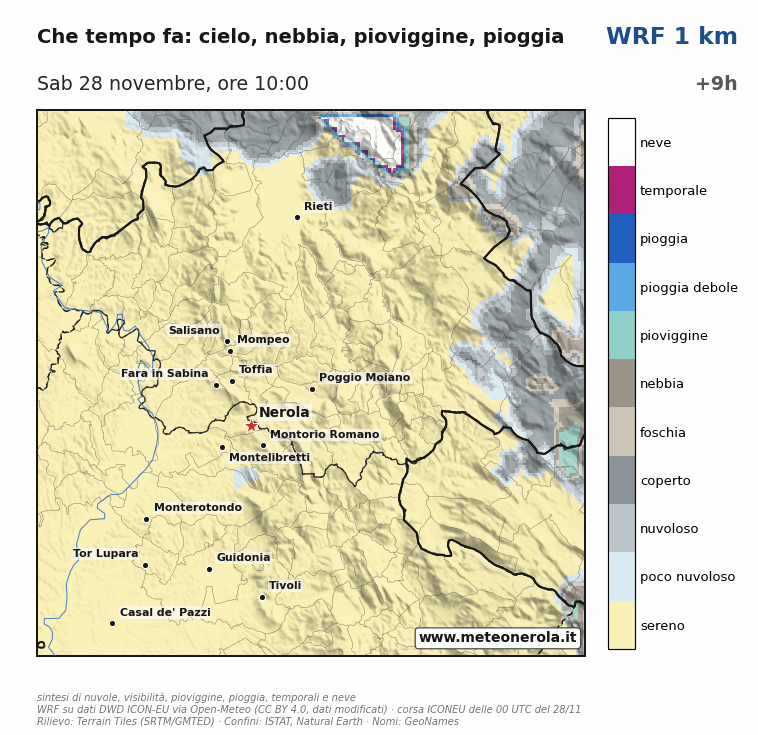 Che tempo fa: cielo, nebbia, pioviggine, pioggia
WRF 1 km
Sab 28 novembre, ore 10:00
+9h
neve
temporale
pioggia
pioggia debole
pioviggine
nebbia
foschia
coperto
nuvoloso
poco nuvoloso
sereno
Rieti
Salisano
Mompeo
Fara in Sabina
Toffia
Poggio Moiano
Nerola
Montorio Romano
Montelibretti
Monterotondo
Tor Lupara
Guidonia
Tivoli
Casal de' Pazzi
www.meteonerola.it
sintesi di nuvole, visibilità, pioviggine, pioggia, temporali e neve
WRF su dati DWD ICON-EU via Open-Meteo (CC BY 4.0, dati modificati) · corsa ICONEU delle 00 UTC del 28/11
Rilievo: Terrain Tiles (SRTM/GMTED) · Confini: ISTAT, Natural Earth · Nomi: GeoNames